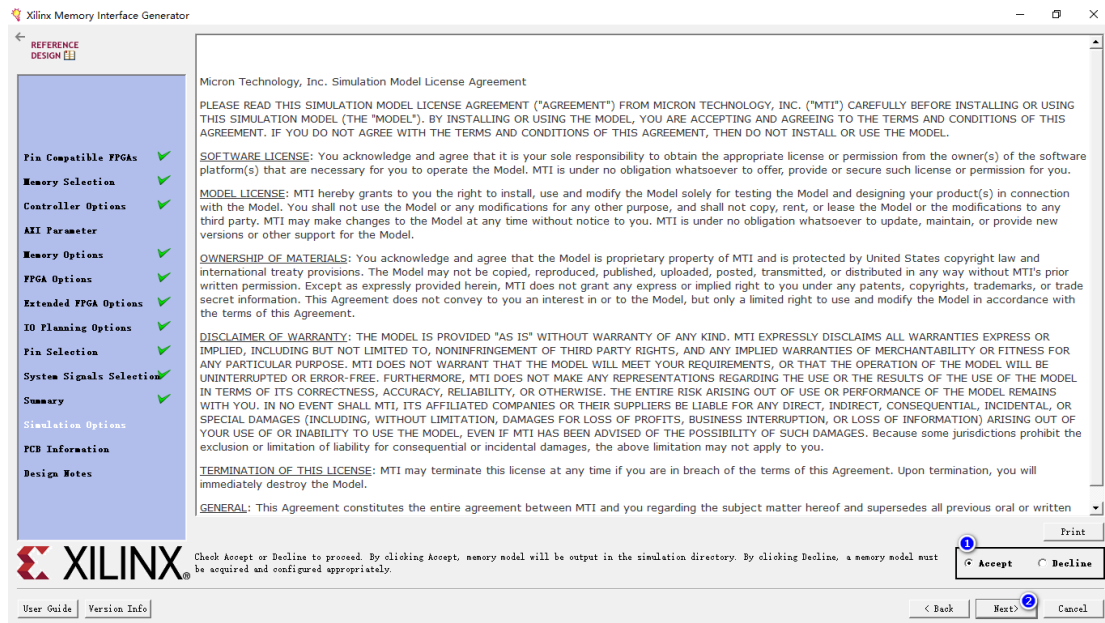 Xilinx Memory Interface Generator
REFERENCE
DESIGN
Pin Compatible FPGAs
Memory Selection
Controller Options
AXI Parameter
Memory Options
FPGA Options
Extended FPGA Options
IO Planning Options
Pin Selection
System Signals Selection
Summary
Simulation Options
PCB Information
Design Notes
Micron Technology, Inc. Simulation Model License Agreement
PLEASE READ THIS SIMULATION MODEL LICENSE AGREEMENT ("AGREEMENT") FROM MICRON TECHNOLOGY, INC. ("MTI") CAREFULLY BEFORE INSTALLING OR USING
THIS SIMULATION MODEL (THE "MODEL"). BY INSTALLING OR USING THE MODEL, YOU ARE ACCEPTING AND AGREEING TO THE TERMS AND CONDITIONS OF THIS
AGREEMENT. IF YOU DO NOT AGREE WITH THE TERMS AND CONDITIONS OF THIS AGREEMENT, THEN DO NOT INSTALL OR USE THE MODEL.
SOFTWARE LICENSE: You acknowledge and agree that it is your sole responsibility to obtain the appropriate license or permission from the owner(s) of the software
platform(s) that are necessary for you to operate the Model. MTI is under no obligation whatsoever to offer, provide or secure such license or permission for you.
MODEL LICENSE: MTI hereby grants to you the right to install, use and modify the Model solely for testing the Model and designing your product(s) in connection
with the Model. You shall not use the Model or any modifications for any other purpose, and shall not copy, rent, or lease the Model or the modifications to any
third party. MTI may make changes to the Model at any time without notice to you. MTI is under no obligation whatsoever to update, maintain, or provide new
versions or other support for the Model.
OWNERSHIP OF MATERIALS: You acknowledge and agree that the Model is proprietary property of MTI and is protected by United States copyright law and
international treaty provisions. The Model may not be copied, reproduced, published, uploaded, posted, transmitted, or distributed in any way without MTI's prior
written permission. Except as expressly provided herein, MTI does not grant any express or implied right to you under any patents, copyrights, trademarks, or trade
secret information. This Agreement does not convey to you an interest in or to the Model, but only a limited right to use and modify the Model in accordance with
the terms of this Agreement.
DISCLAIMER OF WARRANTY: THE MODEL IS PROVIDED "AS IS" WITHOUT WARRANTY OF ANY KIND. MTI EXPRESSLY DISCLAIMS ALL WARRANTIES EXPRESS OR
IMPLIED, INCLUDING BUT NOT LIMITED TO, NONINFRINGEMENT OF THIRD PARTY RIGHTS, AND ANY IMPLIED WARRANTIES OF MERCHANTABILITY OR FITNESS FOR
ANY PARTICULAR PURPOSE. MTI DOES NOT WARRANT THAT THE MODEL WILL MEET YOUR REQUIREMENTS, OR THAT THE OPERATION OF THE MODEL WILL BE
UNINTERRUPTED OR ERROR-FREE. FURTHERMORE, MTI DOES NOT MAKE ANY REPRESENTATIONS REGARDING THE USE OR THE RESULTS OF THE USE OF THE MODEL
IN TERMS OF ITS CORRECTNESS, ACCURACY, RELIABILITY, OR OTHERWISE. THE ENTIRE RISK ARISING OUT OF USE OR PERFORMANCE OF THE MODEL REMAINS
WITH YOU. IN NO EVENT SHALL MTI, ITS AFFILIATED COMPANIES OR THEIR SUPPLIERS BE LIABLE FOR ANY DIRECT, INDIRECT, CONSEQUENTIAL, INCIDENTAL, OR
SPECIAL DAMAGES (INCLUDING, WITHOUT LIMITATION, DAMAGES FOR LOSS OF PROFITS, BUSINESS INTERRUPTION, OR LOSS OF INFORMATION) ARISING OUT OF
YOUR USE OF OR INABILITY TO USE THE MODEL, EVEN IF MTI HAS BEEN ADVISED OF THE POSSIBILITY OF SUCH DAMAGES. Because some jurisdictions prohibit the
exclusion or limitation of liability for consequential or incidental damages, the above limitation may not apply to you.
TERMINATION OF THIS LICENSE: MTI may terminate this license at any time if you are in breach of the terms of this Agreement. Upon termination, you will
immediately destroy the Model.
GENERAL: This Agreement constitutes the entire agreement between MTI and you regarding the subject matter hereof and supersedes all previous oral or written
Print
XILINX®
Check Accept or Decline to proceed. By clicking Accept, memory model will be output in the simulation directory. By clicking Decline, a memory model must
be acquired and configured appropriately.
1
Accept Decline
User Guide Version Info
< Back Next> 2 Cancel